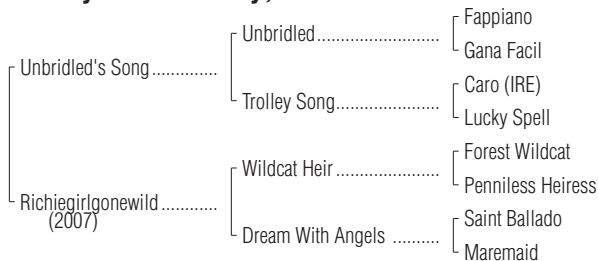 Fappiano
Unbridled....................
Gana Facil
Unbridled's Song.............
Caro (IRE)
Trolley Song....................
Lucky Spell
Forest Wildcat
Wildcat Heir....................
Penniless Heiress
Richiegirlgonewild............
(2007)
Saint Ballado
Dream With Angels ..........
Maremaid